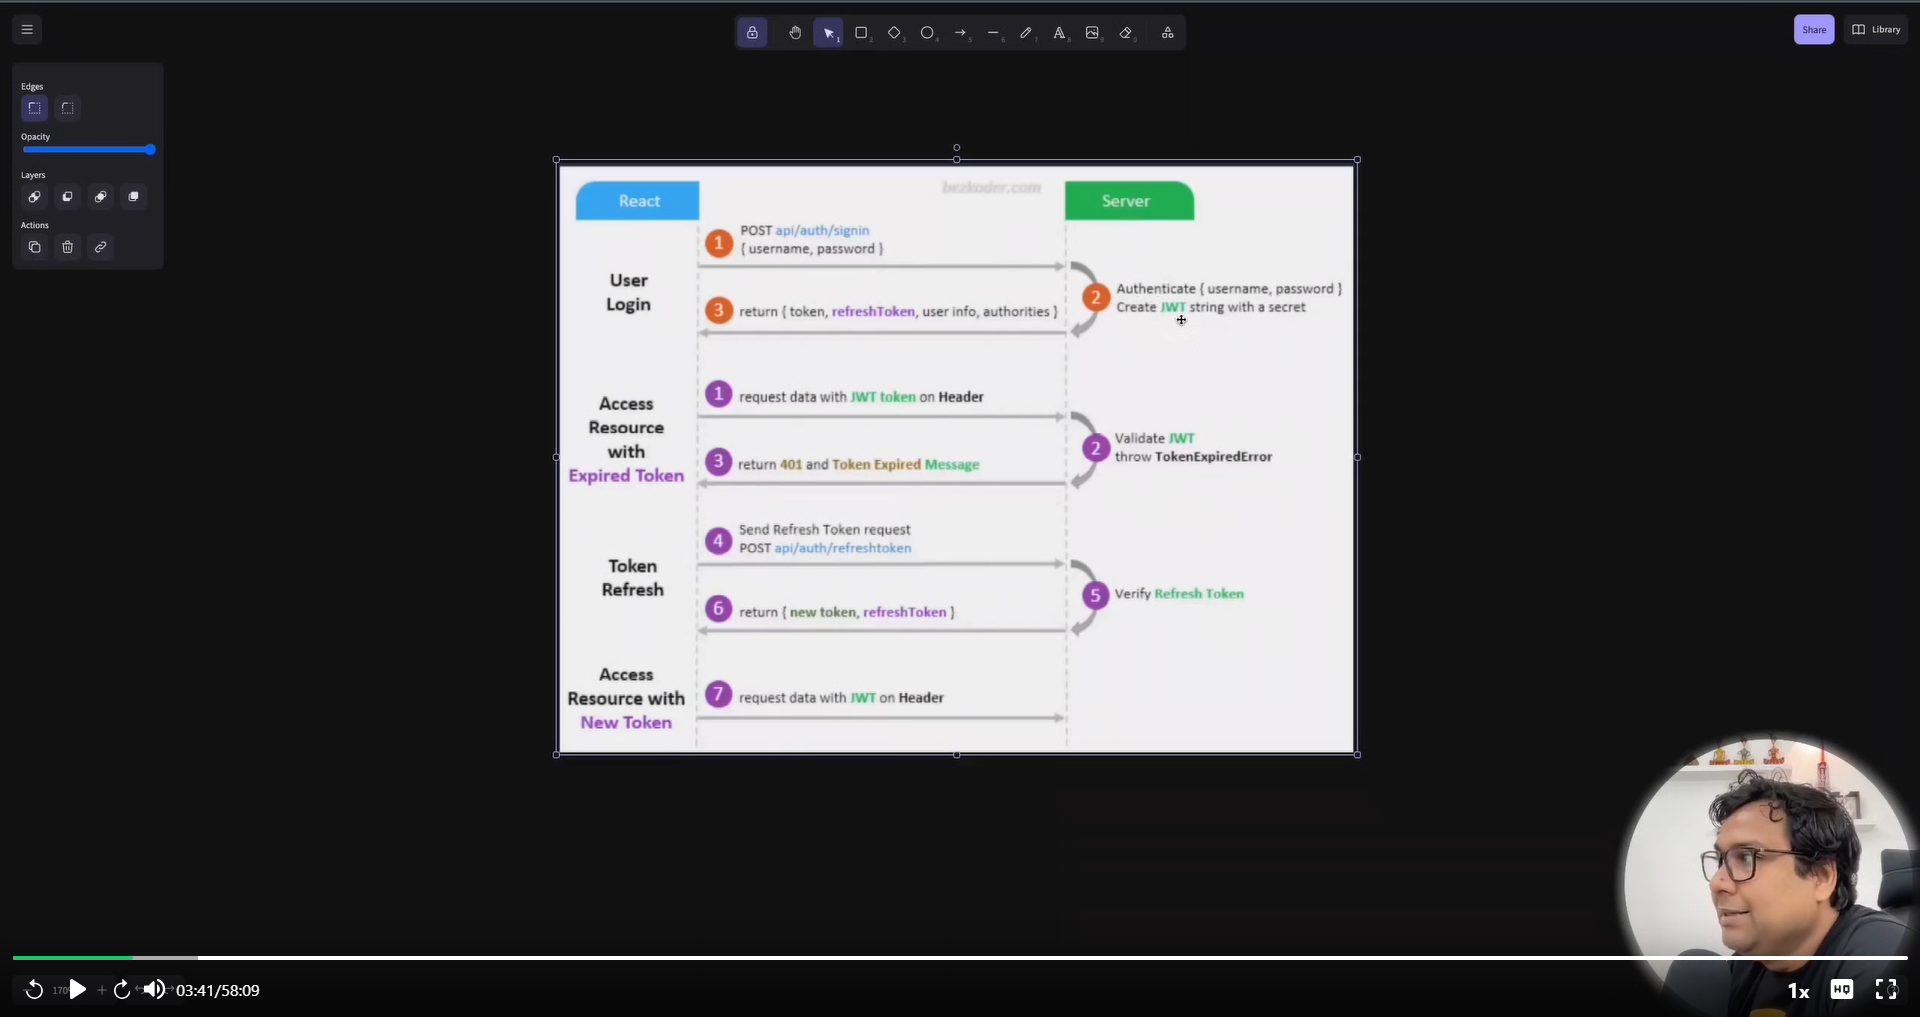 Share
Library
Edges
Opacity
Layers
Actions
React
bezkoder.com
Server
1
POST api/auth/signin
{ username, password }
User
Login
2
Authenticate { username, password }
Create JWT string with a secret
3
return { token, refreshToken, user info, authorities }
Access
Resource
with
Expired Token
1
request data with JWT token on Header
2
Validate JWT
throw TokenExpiredError
3
return 401 and Token Expired Message
Token
Refresh
4
Send Refresh Token request
POST api/auth/refreshtoken
5
Verify Refresh Token
6
return { new token, refreshToken }
Access
Resource with
New Token
7
request data with JWT on Header
03:41/58:09
1x
HQ